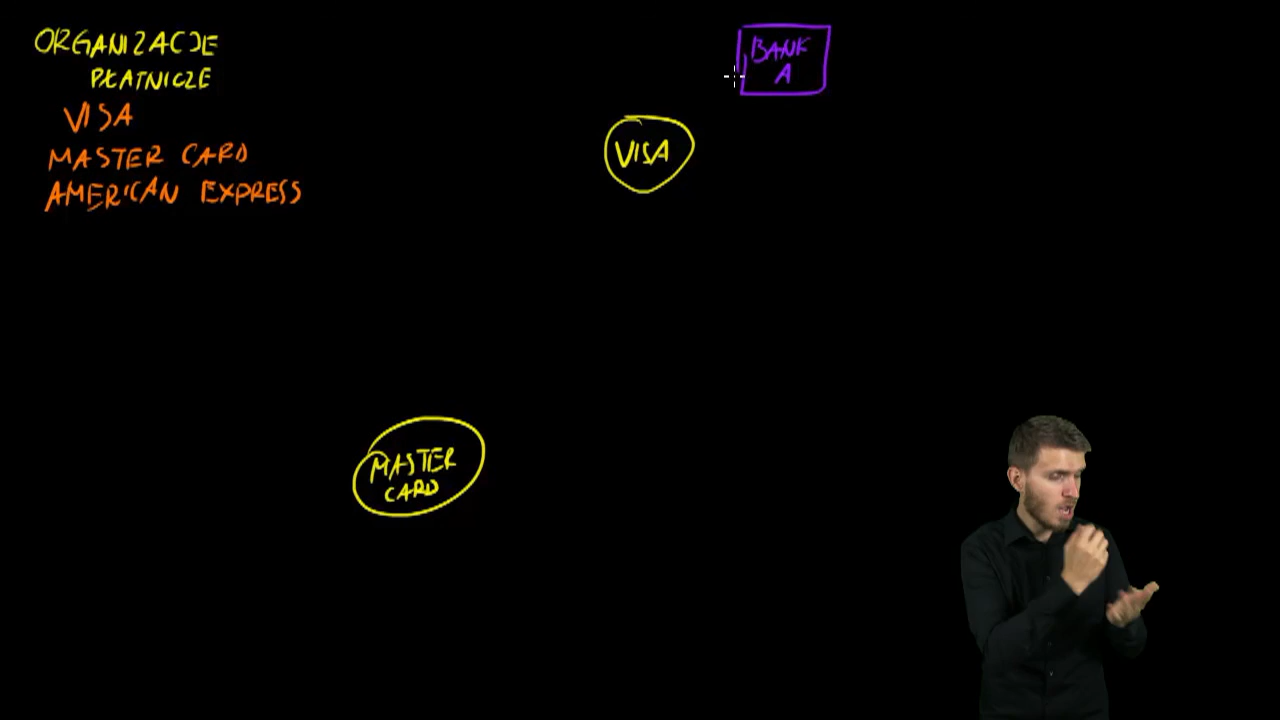 ORGANIZACJE
PŁATNICZE
VISA
MASTER CARD
AMERICAN EXPRESS
BANK
A
VISA
MASTER
CARD